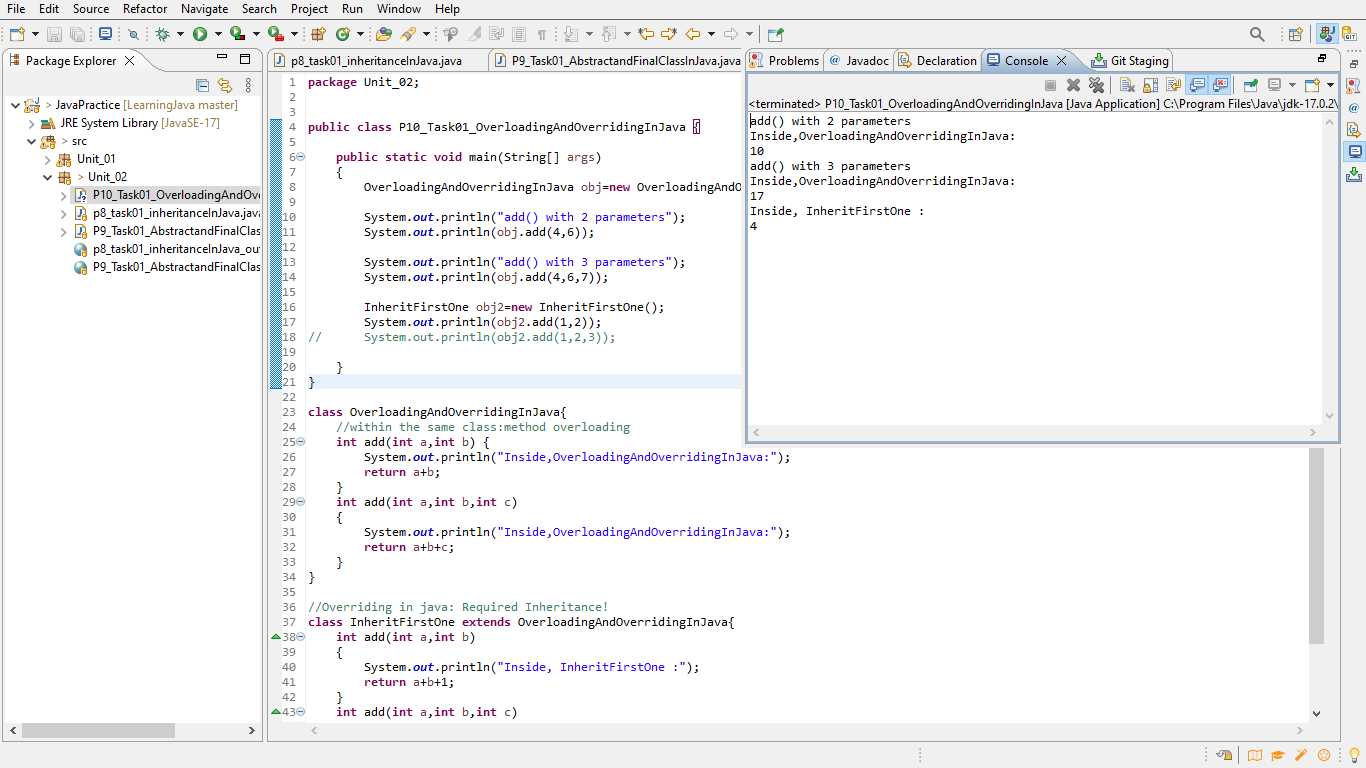 File Edit Source Refactor Navigate Search Project Run Window Help
Package Explorer
> JavaPractice [LearningJava master]
JRE System Library [JavaSE-17]
> src
Unit_01
> Unit_02
P10_Task01_OverloadingAndOve
p8_task01_inheritanceInJava.java
P9_Task01_AbstractandFinalClas
p8_task01_inheritanceInJava_ou
P9_Task01_AbstractandFinalClas
p8_task01_inheritanceInJava.java
P9_Task01_AbstractandFinalClassInJava.java
1 package Unit_02;
2
3
4 public class P10_Task01_OverloadingAndOverridingInJava {
5
6 public static void main(String[] args)
7 {
8 OverloadingAndOverridingInJava obj=new OverloadingAndO
9
10 System.out.println("add() with 2 parameters");
11 System.out.println(obj.add(4,6));
12
13 System.out.println("add() with 3 parameters");
14 System.out.println(obj.add(4,6,7));
15
16 InheritFirstOne obj2=new InheritFirstOne();
17 System.out.println(obj2.add(1,2));
18 // System.out.println(obj2.add(1,2,3));
19
20 }
21 }
22
23 class OverloadingAndOverridingInJava{
24 //within the same class:method overloading
25 int add(int a,int b) {
26 System.out.println("Inside,OverloadingAndOverridingInJava:");
27 return a+b;
28 }
29 int add(int a,int b,int c)
30 {
31 System.out.println("Inside,OverloadingAndOverridingInJava:");
32 return a+b+c;
33 }
34 }
35
36 //Overriding in java: Required Inheritance!
37 class InheritFirstOne extends OverloadingAndOverridingInJava{
38 int add(int a,int b)
39 {
40 System.out.println("Inside, InheritFirstOne :");
41 return a+b+1;
42 }
43 int add(int a,int b,int c)
Problems @ Javadoc Declaration Console Git Staging
<terminated> P10_Task01_OverloadingAndOverridingInJava [Java Application] C:\Program Files\Java\jdk-17.0.2\
add() with 2 parameters
Inside,OverloadingAndOverridingInJava:
10
add() with 3 parameters
Inside,OverloadingAndOverridingInJava:
17
Inside, InheritFirstOne :
4